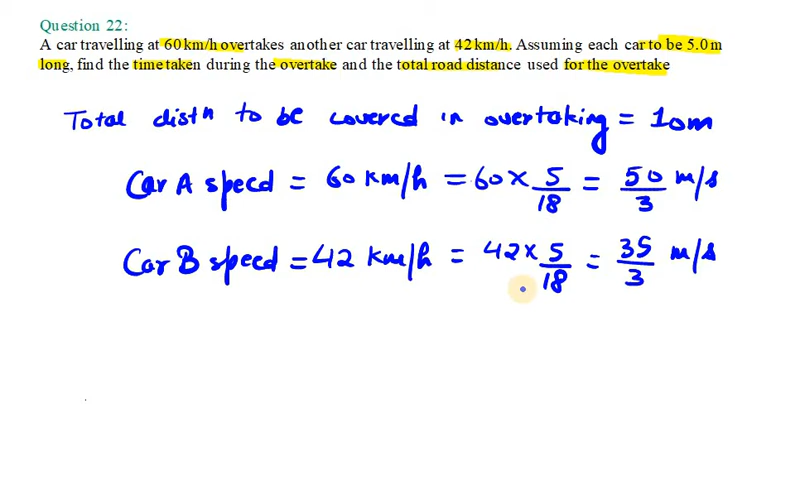 Question 22:
A car travelling at 60 km/h overtakes another car travelling at 42 km/h. Assuming each car to be 5.0 m
long, find the time taken during the overtake and the total road distance used for the overtake
Total distⁿ to be covered in overtaking = 10m
Car A speed = 60 km/h = 60 × 5/18 = 50/3 m/s
Car B speed = 42 km/h = 42 × 5/18 = 35/3 m/s